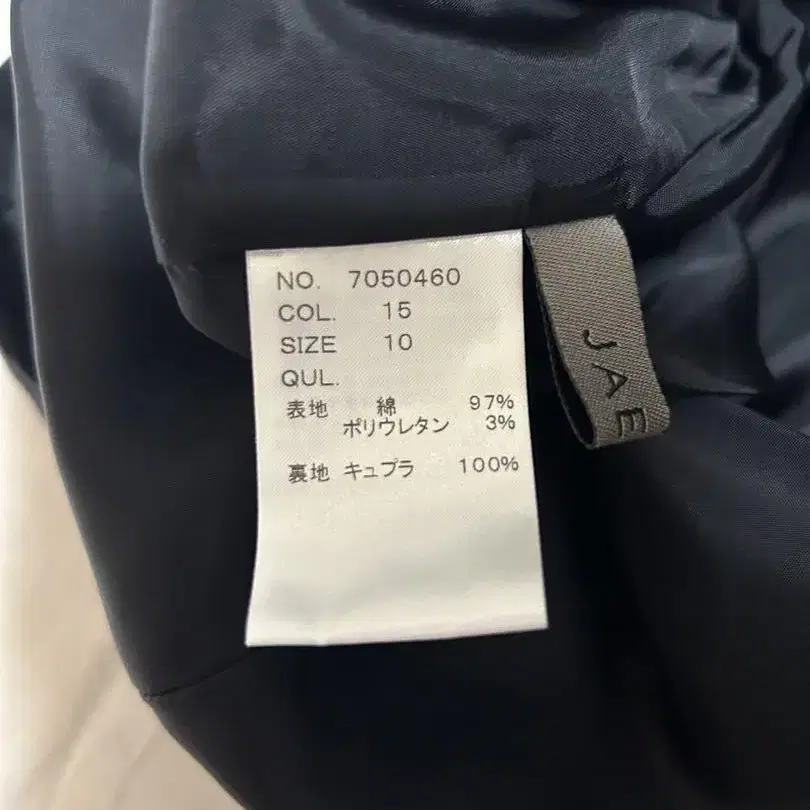 NO. 7050460
COL. 15
SIZE 10
QUL.
表地 綿 97%
ポリウレタン 3%
裏地 キュプラ 100%
JAE